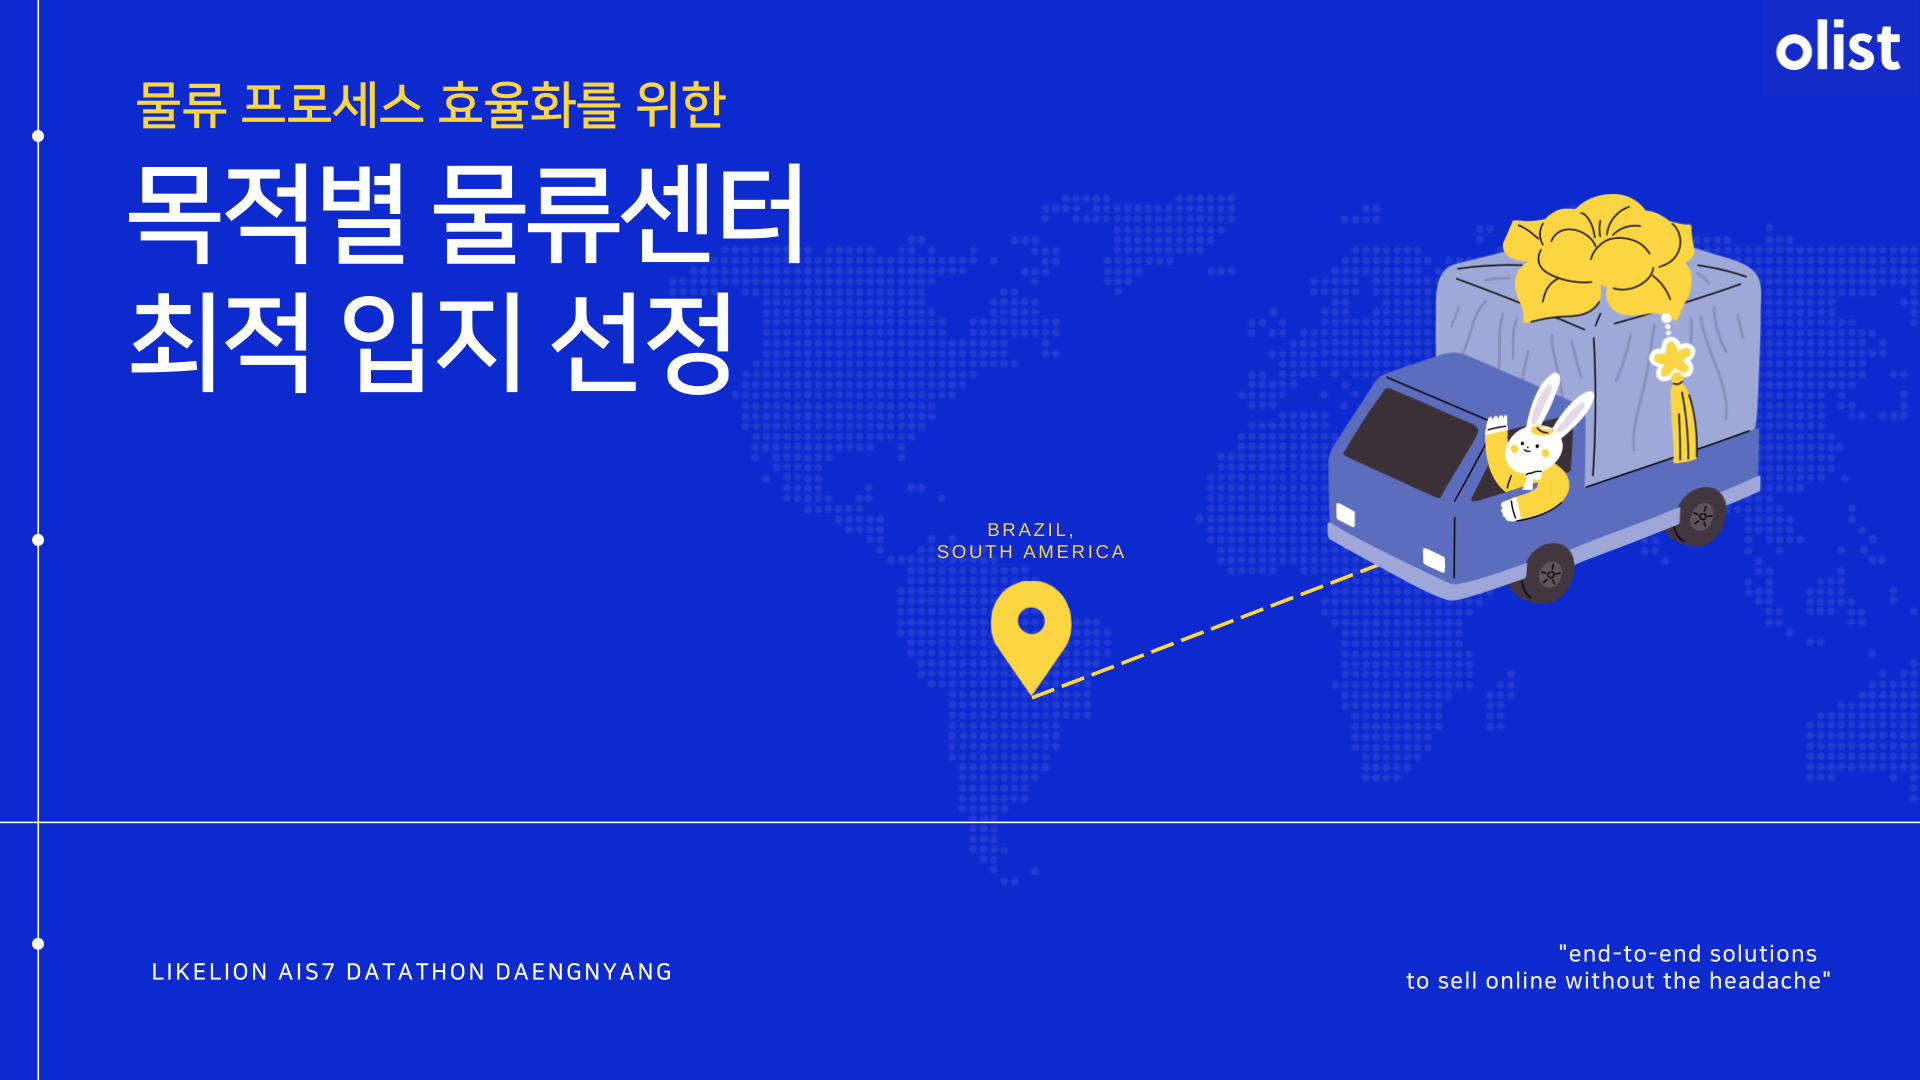 olist
물류 프로세스 효율화를 위한
목적별 물류센터
최적 입지 선정
BRAZIL,
SOUTH AMERICA
LIKELION AIS7 DATATHON DAENGNYANG
"end-to-end solutions
to sell online without the headache"